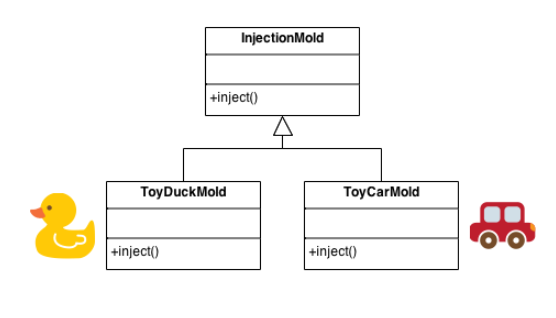 InjectionMold
+inject()
ToyDuckMold
+inject()
ToyCarMold
+inject()